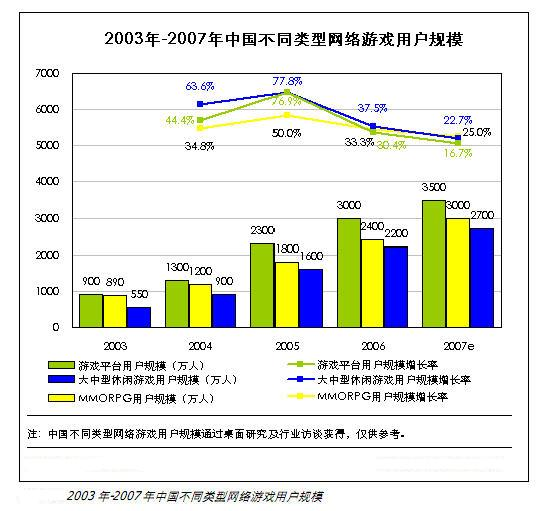 2003年-2007年中国不同类型网络游戏用户规模
7000
6000
5000
4000
3000
2000
1000
0
63.6% 77.8% 37.5% 22.7%
44.4% 76.9% 30.4% 16.7%
34.8% 50.0% 33.3% 25.0%
900 890 550
1300 1200 900
2300 1800 1600
3000 2400 2200
3500 3000 2700
2003 2004 2005 2006 2007e
游戏平台用户规模（万人） 游戏平台用户规模增长率
大中型休闲游戏用户规模（万人） 大中型休闲游戏用户规模增长率
MMORPG用户规模（万人） MMORPG用户规模增长率
注：中国不同类型网络游戏用户规模通过桌面研究及行业访谈获得，仅供参考。
2003年-2007年中国不同类型网络游戏用户规模